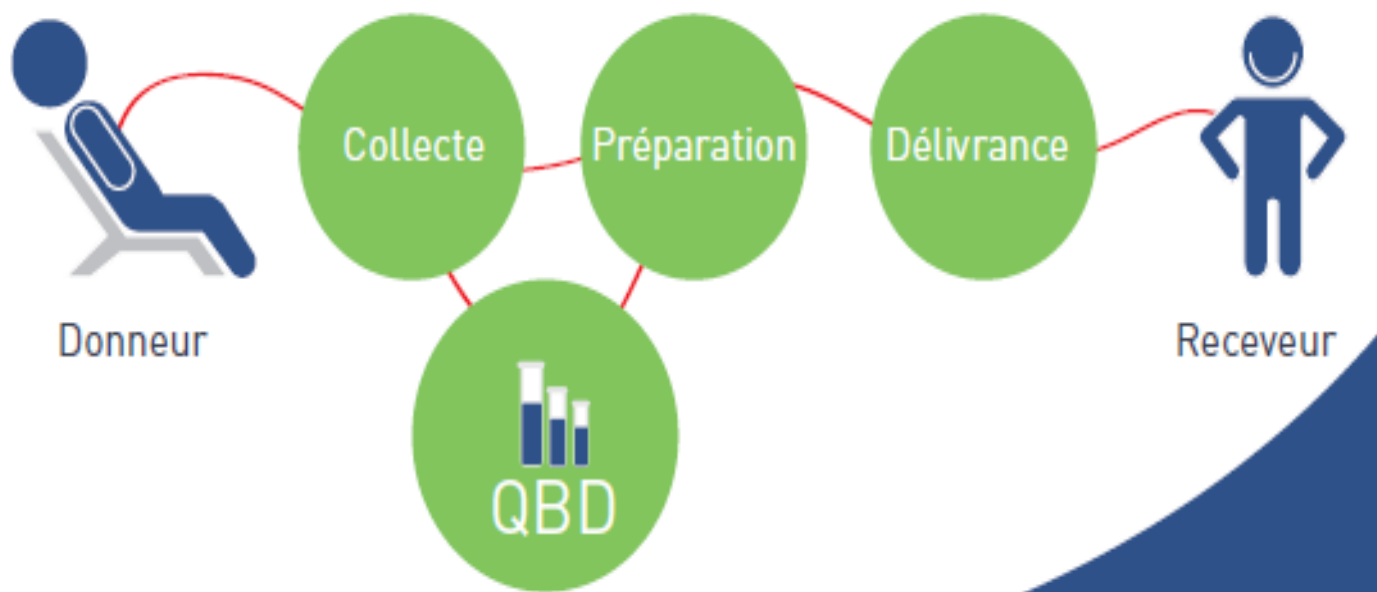 Collecte
Préparation
Délivrance
Donneur
Receveur
QBD